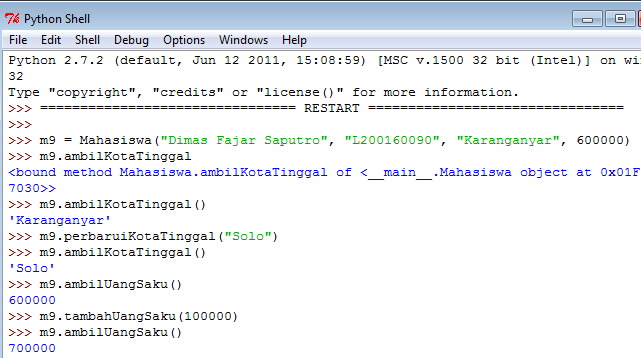 Python Shell
File Edit Shell Debug Options Windows Help
Python 2.7.2 (default, Jun 12 2011, 15:08:59) [MSC v.1500 32 bit (Intel)] on wi
32
Type "copyright", "credits" or "license()" for more information.
>>> ================================ RESTART ================================
>>>
>>> m9 = Mahasiswa("Dimas Fajar Saputro", "L200160090", "Karanganyar", 600000)
>>> m9.ambilKotaTinggal
<bound method Mahasiswa.ambilKotaTinggal of <__main__.Mahasiswa object at 0x01F
7030>>
>>> m9.ambilKotaTinggal()
'Karanganyar'
>>> m9.perbaruiKotaTinggal("Solo")
>>> m9.ambilKotaTinggal()
'Solo'
>>> m9.ambilUangSaku()
600000
>>> m9.tambahUangSaku(100000)
>>> m9.ambilUangSaku()
700000